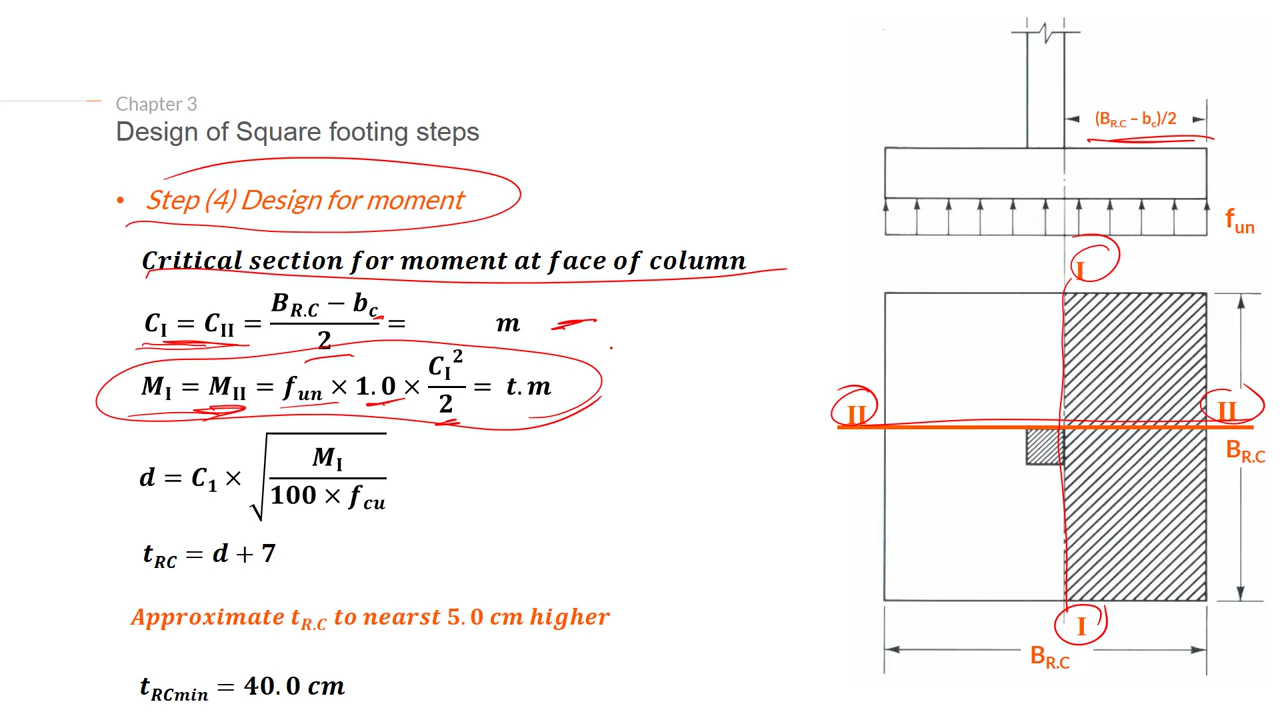 Chapter 3
Design of Square footing steps
• Step (4) Design for moment
Critical section for moment at face of column
C_I = C_II = (B_R.C − b_c)/2 = m
M_I = M_II = f_un × 1.0 × C_I²/2 = t.m
d = C_1 × √(M_I/(100 × f_cu))
t_RC = d + 7
Approximate t_R.C to nearst 5.0 cm higher
t_RCmin = 40.0 cm
(B_R.C – b_c)/2
f_un
I
II
II
B_R.C
I
B_R.C